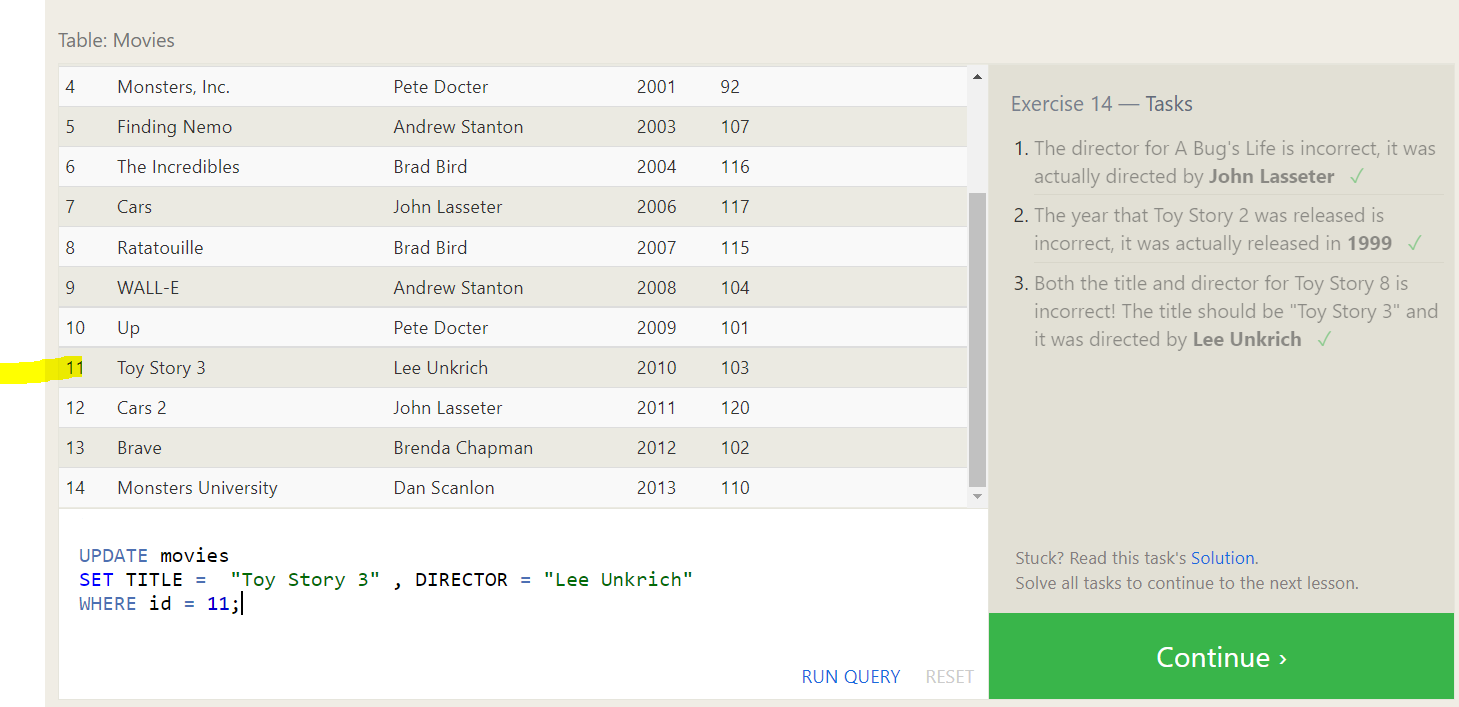 Table: Movies
4 Monsters, Inc. Pete Docter 2001 92
5 Finding Nemo Andrew Stanton 2003 107
6 The Incredibles Brad Bird 2004 116
7 Cars John Lasseter 2006 117
8 Ratatouille Brad Bird 2007 115
9 WALL-E Andrew Stanton 2008 104
10 Up Pete Docter 2009 101
11 Toy Story 3 Lee Unkrich 2010 103
12 Cars 2 John Lasseter 2011 120
13 Brave Brenda Chapman 2012 102
14 Monsters University Dan Scanlon 2013 110
UPDATE movies
SET TITLE =  "Toy Story 3" , DIRECTOR = "Lee Unkrich"
WHERE id = 11;
RUN QUERY RESET
Exercise 14 — Tasks
1. The director for A Bug's Life is incorrect, it was
actually directed by John Lasseter ✓
2. The year that Toy Story 2 was released is
incorrect, it was actually released in 1999 ✓
3. Both the title and director for Toy Story 8 is
incorrect! The title should be "Toy Story 3" and
it was directed by Lee Unkrich ✓
Stuck? Read this task's Solution.
Solve all tasks to continue to the next lesson.
Continue ›